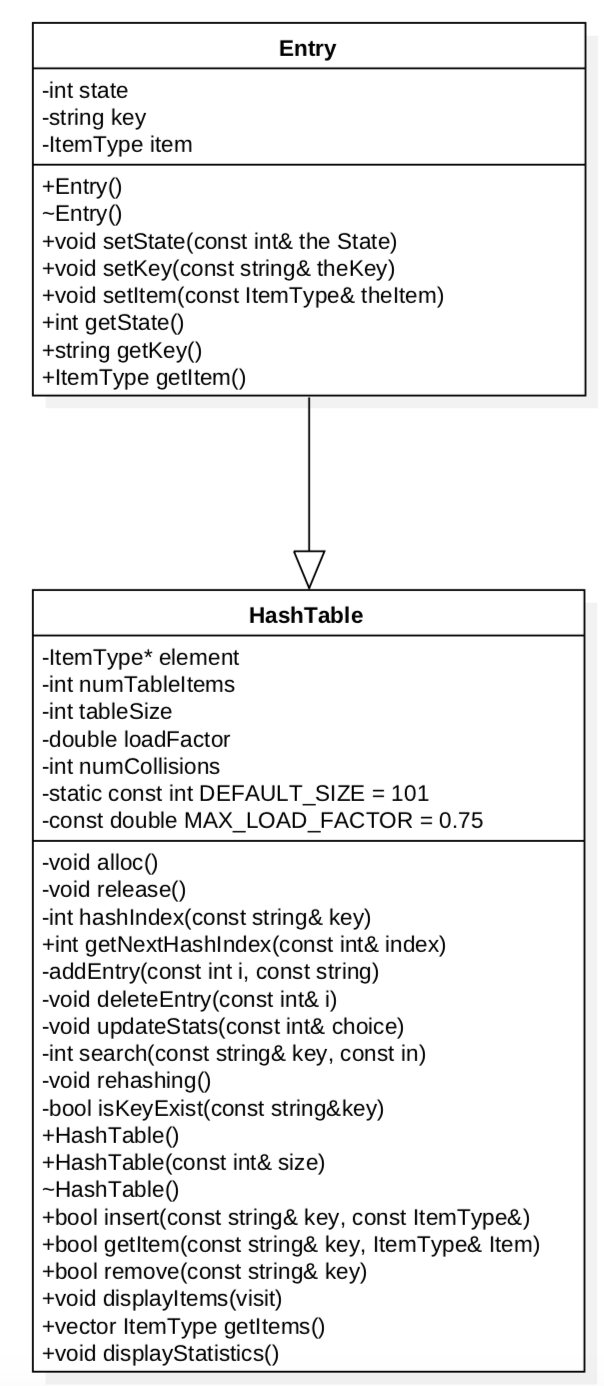 Entry
-int state
-string key
-ItemType item
+Entry()
~Entry()
+void setState(const int& the State)
+void setKey(const string& theKey)
+void setItem(const ItemType& theItem)
+int getState()
+string getKey()
+ItemType getItem()
HashTable
-ItemType* element
-int numTableItems
-int tableSize
-double loadFactor
-int numCollisions
-static const int DEFAULT_SIZE = 101
-const double MAX_LOAD_FACTOR = 0.75
-void alloc()
-void release()
-int hashIndex(const string& key)
+int getNextHashIndex(const int& index)
-addEntry(const int i, const string)
-void deleteEntry(const int& i)
-void updateStats(const int& choice)
-int search(const string& key, const in)
-void rehashing()
-bool isKeyExist(const string&key)
+HashTable()
+HashTable(const int& size)
~HashTable()
+bool insert(const string& key, const ItemType&)
+bool getItem(const string& key, ItemType& Item)
+bool remove(const string& key)
+void displayItems(visit)
+vector ItemType getItems()
+void displayStatistics()